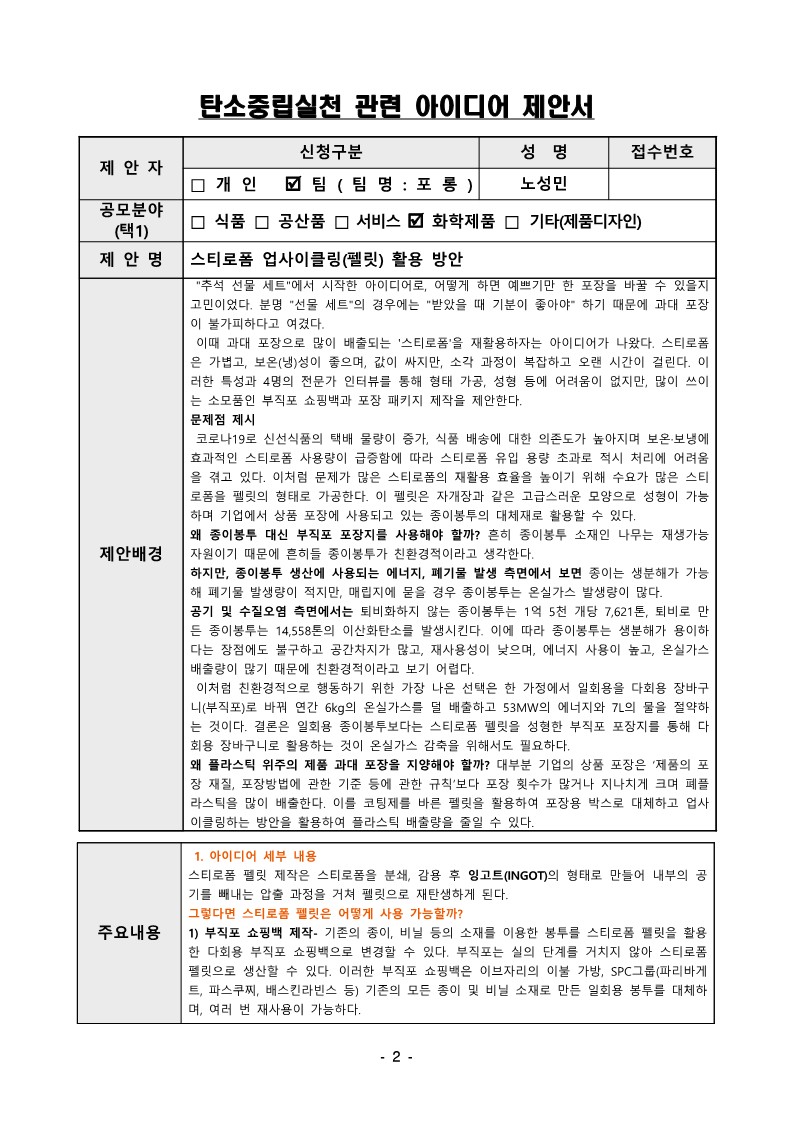 탄소중립실천 관련 아이디어 제안서
제 안 자
신청구분
성 명
접수번호
□ 개 인 ☑ 팀 ( 팀 명 : 포 롱 )
노성민
공모분야
(택1)
□ 식품 □ 공산품 □ 서비스 ☑ 화학제품 □ 기타(제품디자인)
제 안 명
스티로폼 업사이클링(펠릿) 활용 방안
제안배경
"추석 선물 세트"에서 시작한 아이디어로, 어떻게 하면 예쁘기만 한 포장을 바꿀 수 있을지
고민이었다. 분명 "선물 세트"의 경우에는 "받았을 때 기분이 좋아야" 하기 때문에 과대 포장
이 불가피하다고 여겼다.
이때 과대 포장으로 많이 배출되는 '스티로폼'을 재활용하자는 아이디어가 나왔다. 스티로폼
은 가볍고, 보온(냉)성이 좋으며, 값이 싸지만, 소각 과정이 복잡하고 오랜 시간이 걸린다. 이
러한 특성과 4명의 전문가 인터뷰를 통해 형태 가공, 성형 등에 어려움이 없지만, 많이 쓰이
는 소모품인 부직포 쇼핑백과 포장 패키지 제작을 제안한다.
문제점 제시
코로나19로 신선식품의 택배 물량이 증가, 식품 배송에 대한 의존도가 높아지며 보온·보냉에
효과적인 스티로폼 사용량이 급증함에 따라 스티로폼 유입 용량 초과로 적시 처리에 어려움
을 겪고 있다. 이처럼 문제가 많은 스티로폼의 재활용 효율을 높이기 위해 수요가 많은 스티
로폼을 펠릿의 형태로 가공한다. 이 펠릿은 자개장과 같은 고급스러운 모양으로 성형이 가능
하며 기업에서 상품 포장에 사용되고 있는 종이봉투의 대체재로 활용할 수 있다.
왜 종이봉투 대신 부직포 포장지를 사용해야 할까? 흔히 종이봉투 소재인 나무는 재생가능
자원이기 때문에 흔히들 종이봉투가 친환경적이라고 생각한다.
하지만, 종이봉투 생산에 사용되는 에너지, 폐기물 발생 측면에서 보면 종이는 생분해가 가능
해 폐기물 발생량이 적지만, 매립지에 묻을 경우 종이봉투는 온실가스 발생량이 많다.
공기 및 수질오염 측면에서는 퇴비화하지 않는 종이봉투는 1억 5천 개당 7,621톤, 퇴비로 만
든 종이봉투는 14,558톤의 이산화탄소를 발생시킨다. 이에 따라 종이봉투는 생분해가 용이하
다는 장점에도 불구하고 공간차지가 많고, 재사용성이 낮으며, 에너지 사용이 높고, 온실가스
배출량이 많기 때문에 친환경적이라고 보기 어렵다.
이처럼 친환경적으로 행동하기 위한 가장 나은 선택은 한 가정에서 일회용을 다회용 장바구
니(부직포)로 바꿔 연간 6kg의 온실가스를 덜 배출하고 53MW의 에너지와 7L의 물을 절약하
는 것이다. 결론은 일회용 종이봉투보다는 스티로폼 펠릿을 성형한 부직포 포장지를 통해 다
회용 장바구니로 활용하는 것이 온실가스 감축을 위해서도 필요하다.
왜 플라스틱 위주의 제품 과대 포장을 지양해야 할까? 대부분 기업의 상품 포장은 '제품의 포
장 재질, 포장방법에 관한 기준 등에 관한 규칙'보다 포장 횟수가 많거나 지나치게 크며 폐플
라스틱을 많이 배출한다. 이를 코팅제를 바른 펠릿을 활용하여 포장용 박스로 대체하고 업사
이클링하는 방안을 활용하여 플라스틱 배출량을 줄일 수 있다.
주요내용
1. 아이디어 세부 내용
스티로폼 펠릿 제작은 스티로폼을 분쇄, 감용 후 잉고트(INGOT)의 형태로 만들어 내부의 공
기를 빼내는 압출 과정을 거쳐 펠릿으로 재탄생하게 된다.
그렇다면 스티로폼 펠릿은 어떻게 사용 가능할까?
1) 부직포 쇼핑백 제작- 기존의 종이, 비닐 등의 소재를 이용한 봉투를 스티로폼 펠릿을 활용
한 다회용 부직포 쇼핑백으로 변경할 수 있다. 부직포는 실의 단계를 거치지 않아 스티로폼
펠릿으로 생산할 수 있다. 이러한 부직포 쇼핑백은 이브자리의 이불 가방, SPC그룹(파리바게
트, 파스쿠찌, 배스킨라빈스 등) 기존의 모든 종이 및 비닐 소재로 만든 일회용 봉투를 대체하
며, 여러 번 재사용이 가능하다.
- 2 -